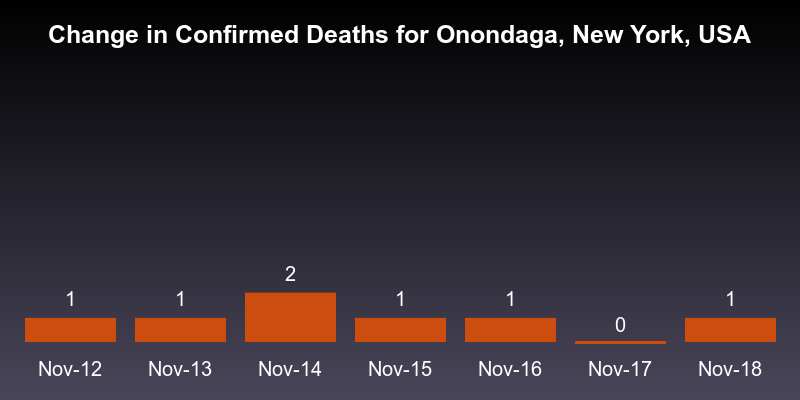 Change in Confirmed Deaths for Onondaga, New York, USA
1 1 2 1 1 0 1
Nov-12 Nov-13 Nov-14 Nov-15 Nov-16 Nov-17 Nov-18